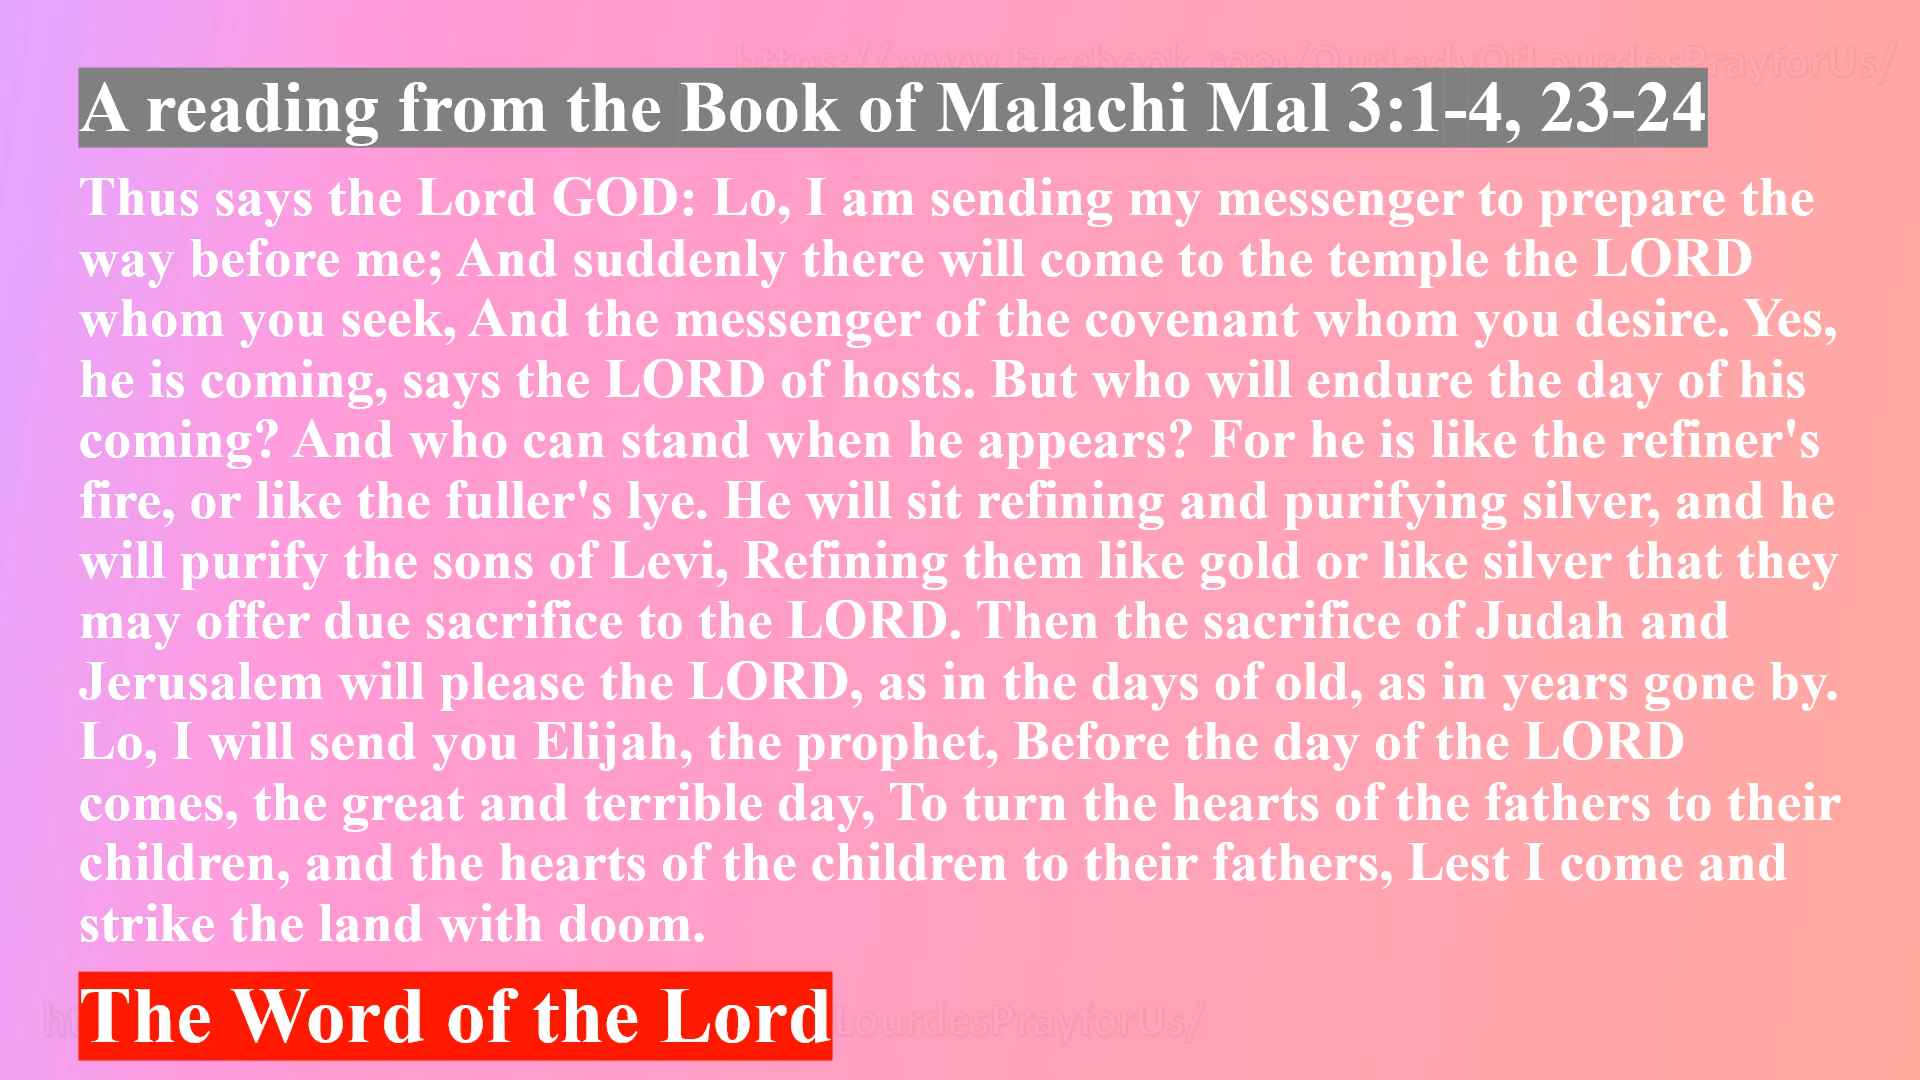 https://www.facebook.com/OurLadyOfLourdesPrayforUs/
A reading from the Book of Malachi Mal 3:1-4, 23-24
Thus says the Lord GOD: Lo, I am sending my messenger to prepare the
way before me; And suddenly there will come to the temple the LORD
whom you seek, And the messenger of the covenant whom you desire. Yes,
he is coming, says the LORD of hosts. But who will endure the day of his
coming? And who can stand when he appears? For he is like the refiner's
fire, or like the fuller's lye. He will sit refining and purifying silver, and he
will purify the sons of Levi, Refining them like gold or like silver that they
may offer due sacrifice to the LORD. Then the sacrifice of Judah and
Jerusalem will please the LORD, as in the days of old, as in years gone by.
Lo, I will send you Elijah, the prophet, Before the day of the LORD
comes, the great and terrible day, To turn the hearts of the fathers to their
children, and the hearts of the children to their fathers, Lest I come and
strike the land with doom.
The Word of the Lord
LourdesPrayforUs/